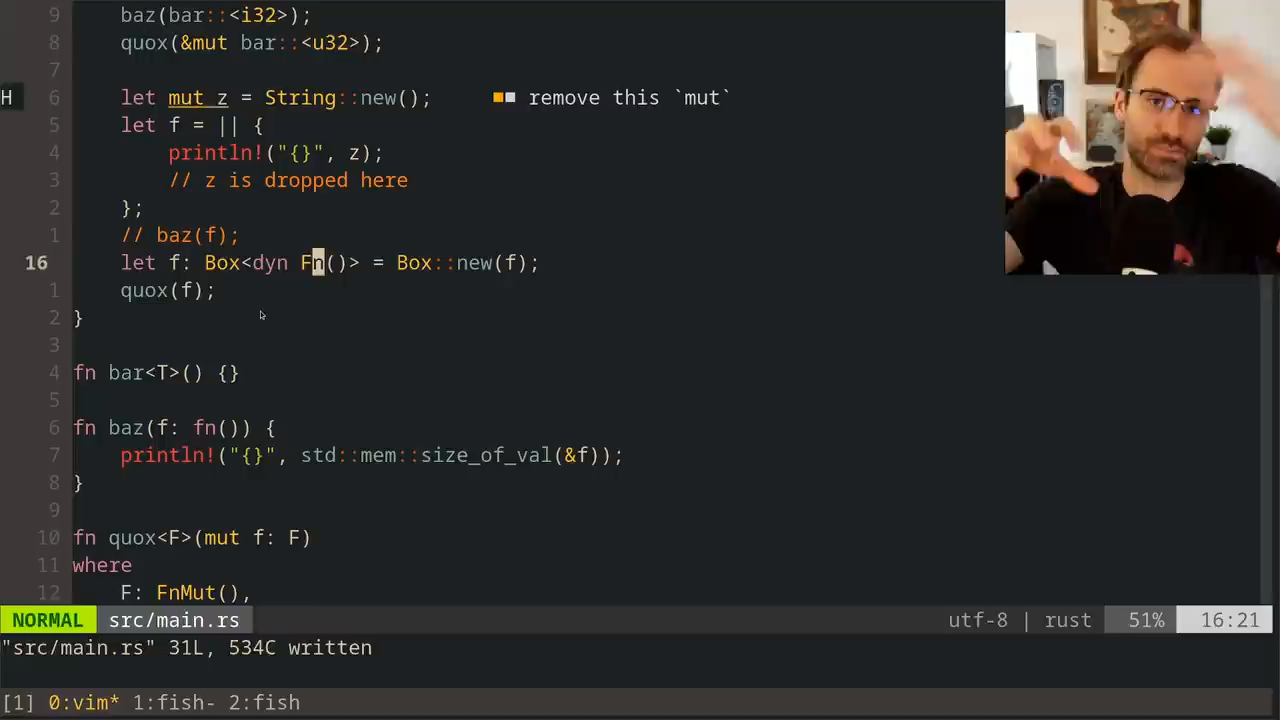 9 baz(bar::<i32>);
8 quox(&mut bar::<u32>);
7
H 6 let mut z = String::new(); remove this `mut`
5 let f = || {
4 println!("{}", z);
3 // z is dropped here
2 };
1 // baz(f);
16 let f: Box<dyn Fn()> = Box::new(f);
1 quox(f);
2 }
3
4 fn bar<T>() {}
5
6 fn baz(f: fn()) {
7 println!("{}", std::mem::size_of_val(&f));
8 }
9
10 fn quox<F>(mut f: F)
11 where
12 F: FnMut(),
NORMAL src/main.rs utf-8 | rust 51% 16:21
"src/main.rs" 31L, 534C written
[1] 0:vim* 1:fish- 2:fish